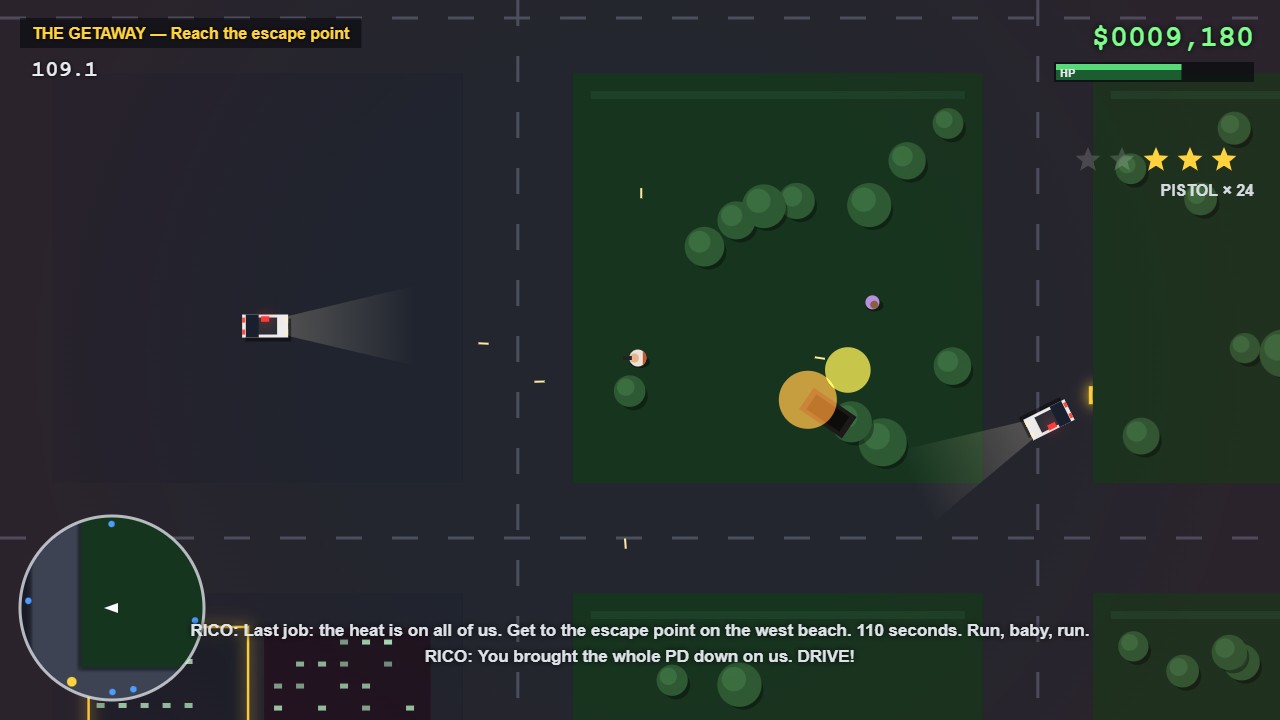 THE GETAWAY — Reach the escape point
109.1
$0009,180
HP
PISTOL × 24
RICO: Last job: the heat is on all of us. Get to the escape point on the west beach. 110 seconds. Run, baby, run.
RICO: You brought the whole PD down on us. DRIVE!